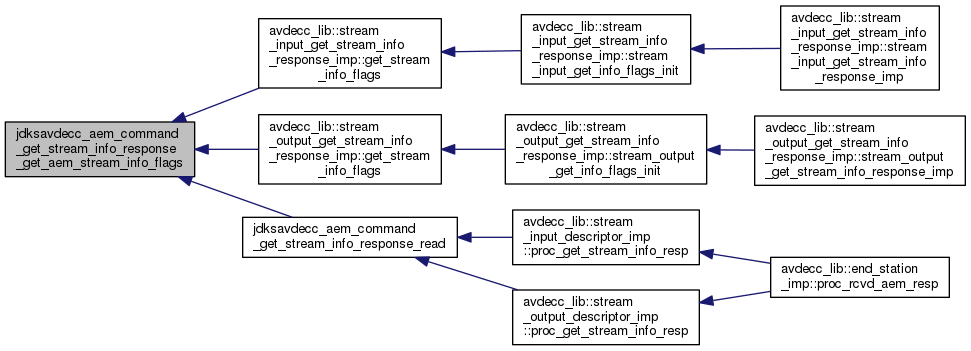 jdksavdecc_aem_command
_get_stream_info_response
_get_aem_stream_info_flags
avdecc_lib::stream
_input_get_stream_info
_response_imp::get_stream
_info_flags
avdecc_lib::stream
_input_get_stream_info
_response_imp::stream
_input_get_info_flags_init
avdecc_lib::stream
_input_get_stream_info
_response_imp::stream
_input_get_stream_info
_response_imp
avdecc_lib::stream
_output_get_stream_info
_response_imp::get_stream
_info_flags
avdecc_lib::stream
_output_get_stream_info
_response_imp::stream_output
_get_info_flags_init
avdecc_lib::stream
_output_get_stream_info
_response_imp::stream_output
_get_stream_info_response_imp
jdksavdecc_aem_command
_get_stream_info_response_read
avdecc_lib::stream
_input_descriptor_imp
::proc_get_stream_info_resp
avdecc_lib::stream
_output_descriptor_imp
::proc_get_stream_info_resp
avdecc_lib::end_station
_imp::proc_rcvd_aem_resp